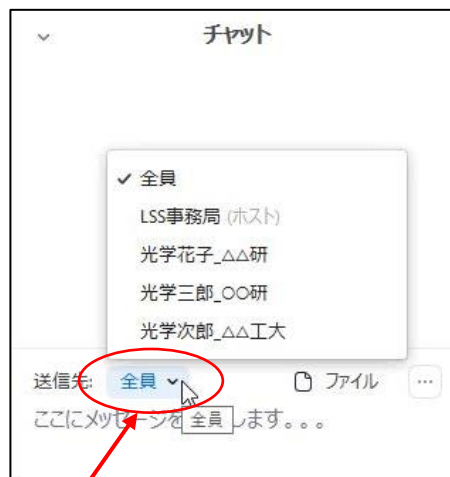 チャット
✓ 全員
LSS事務局 (ホスト)
光学花子_△△研
光学三郎_〇〇研
光学次郎_△△工大
送信先: 全員 ファイル ...
ここにメッセージを 全員 します。。。